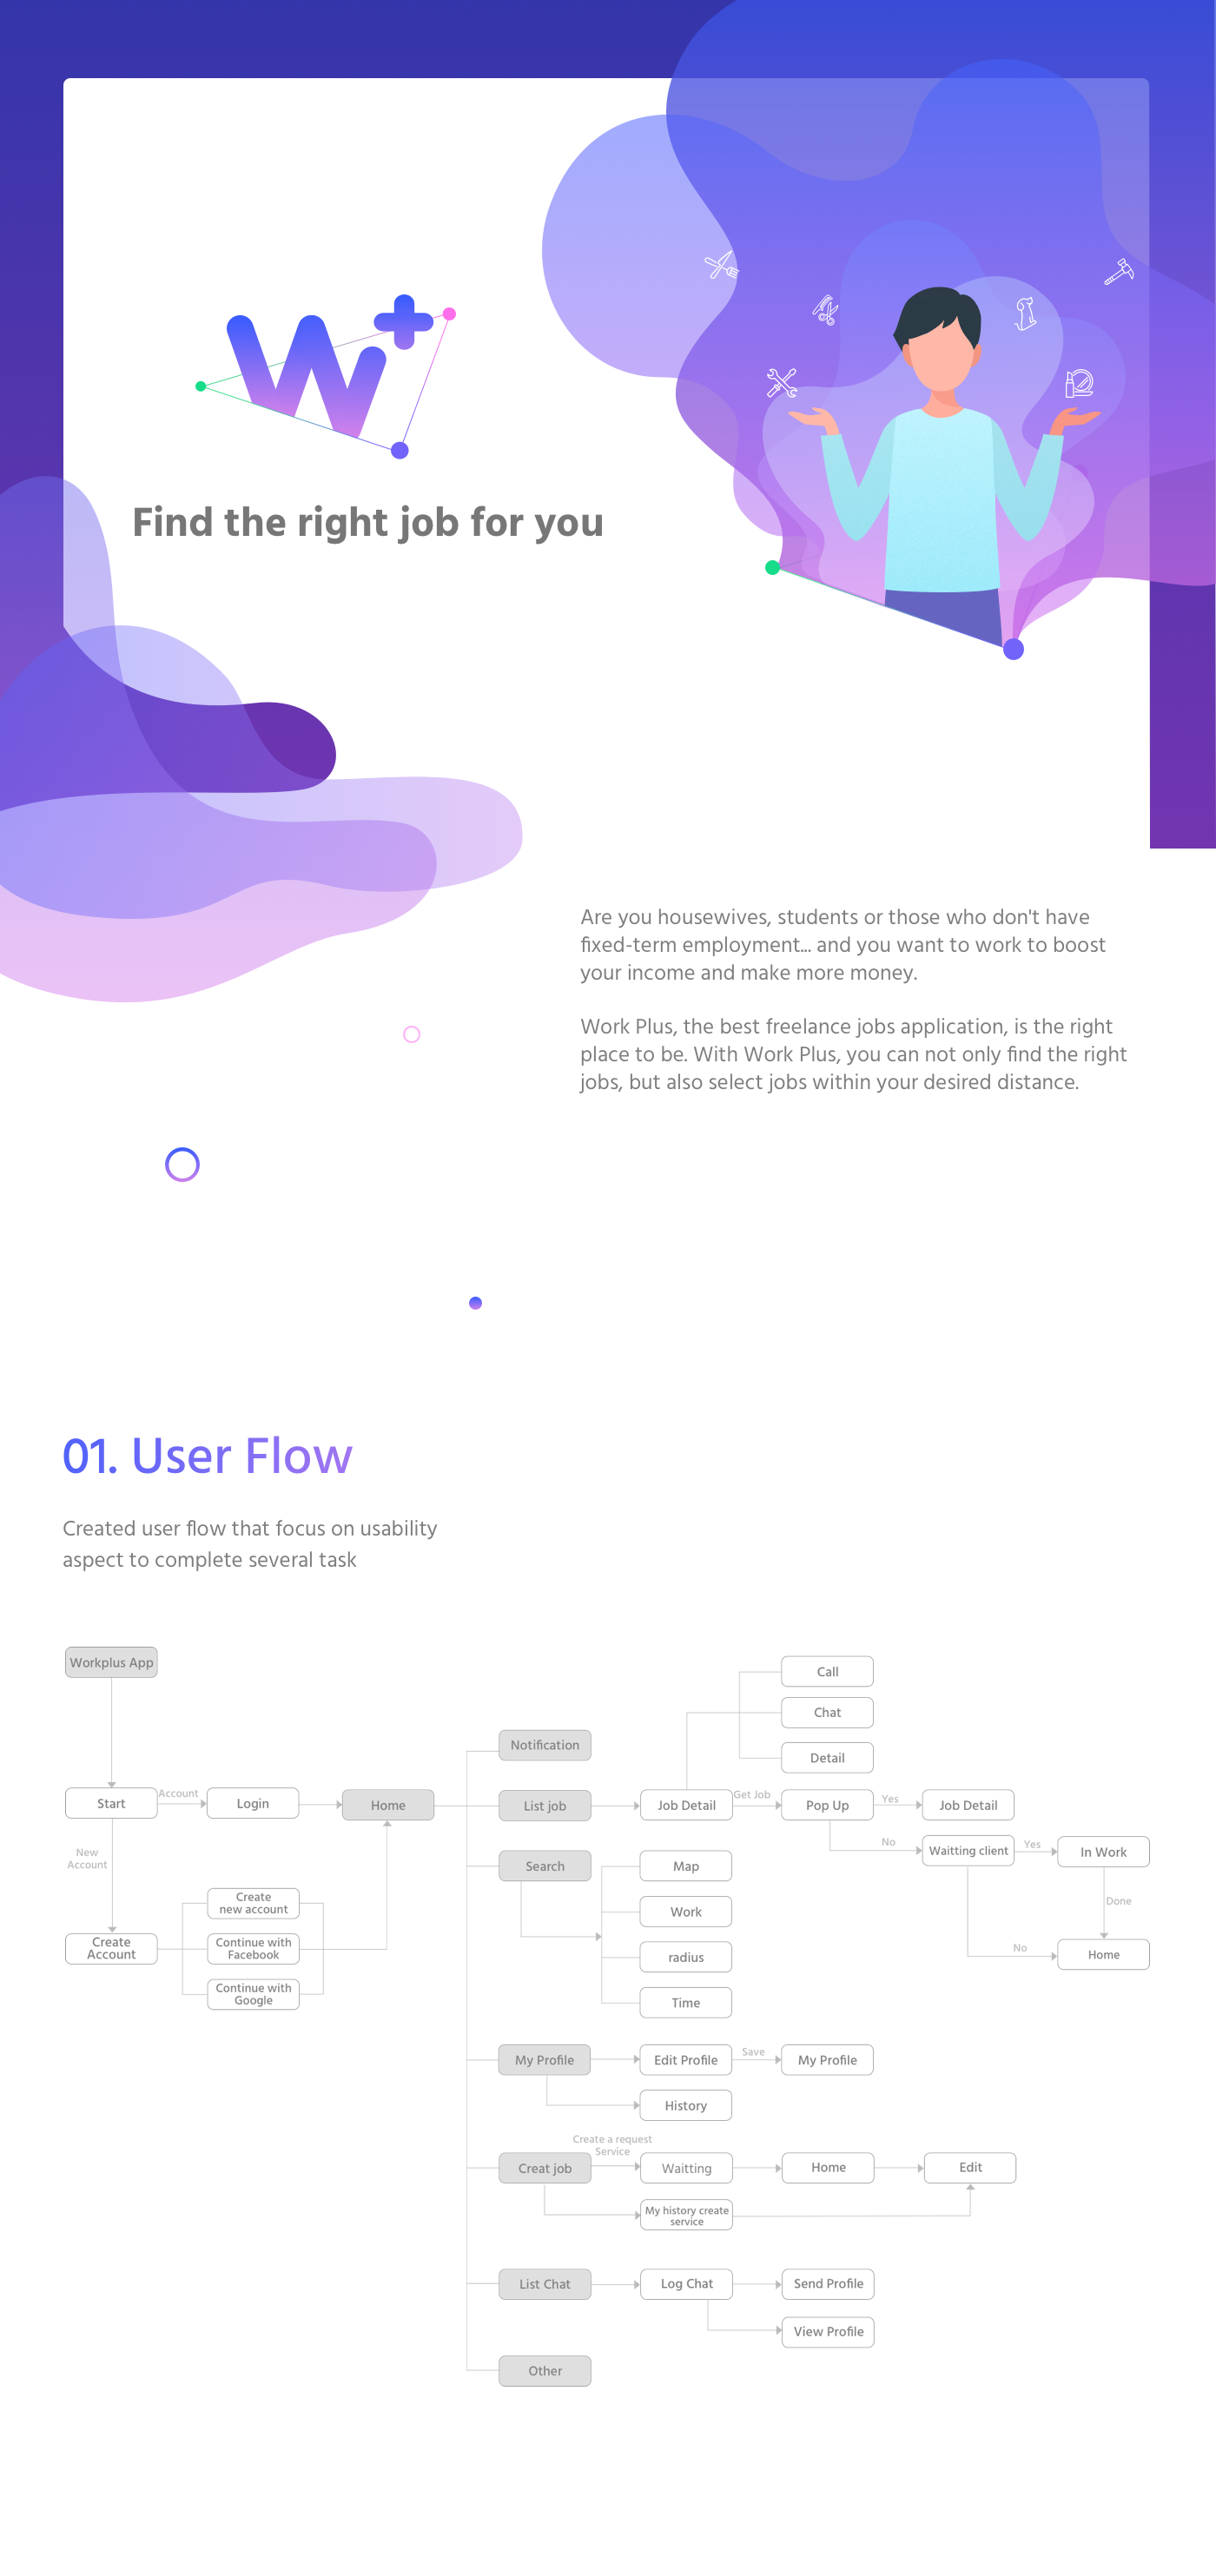 W+
Find the right job for you
Are you housewives, students or those who don't have
fixed-term employment... and you want to work to boost
your income and make more money.
Work Plus, the best freelance jobs application, is the right
place to be. With Work Plus, you can not only find the right
jobs, but also select jobs within your desired distance.
01. User Flow
Created user flow that focus on usability
aspect to complete several task
Workplus App
Start
Account
Login
Home
New
Account
Create
Account
Create
new account
Continue with
Facebook
Continue with
Google
Notification
List job
Job Detail
Call
Chat
Detail
Get Job
Pop Up
Yes
Job Detail
No
Waitting client
Yes
In Work
Done
No
Home
Search
Map
Work
radius
Time
My Profile
Edit Profile
Save
My Profile
History
Creat job
Create a request
Service
Waitting
Home
Edit
My history create
service
List Chat
Log Chat
Send Profile
View Profile
Other